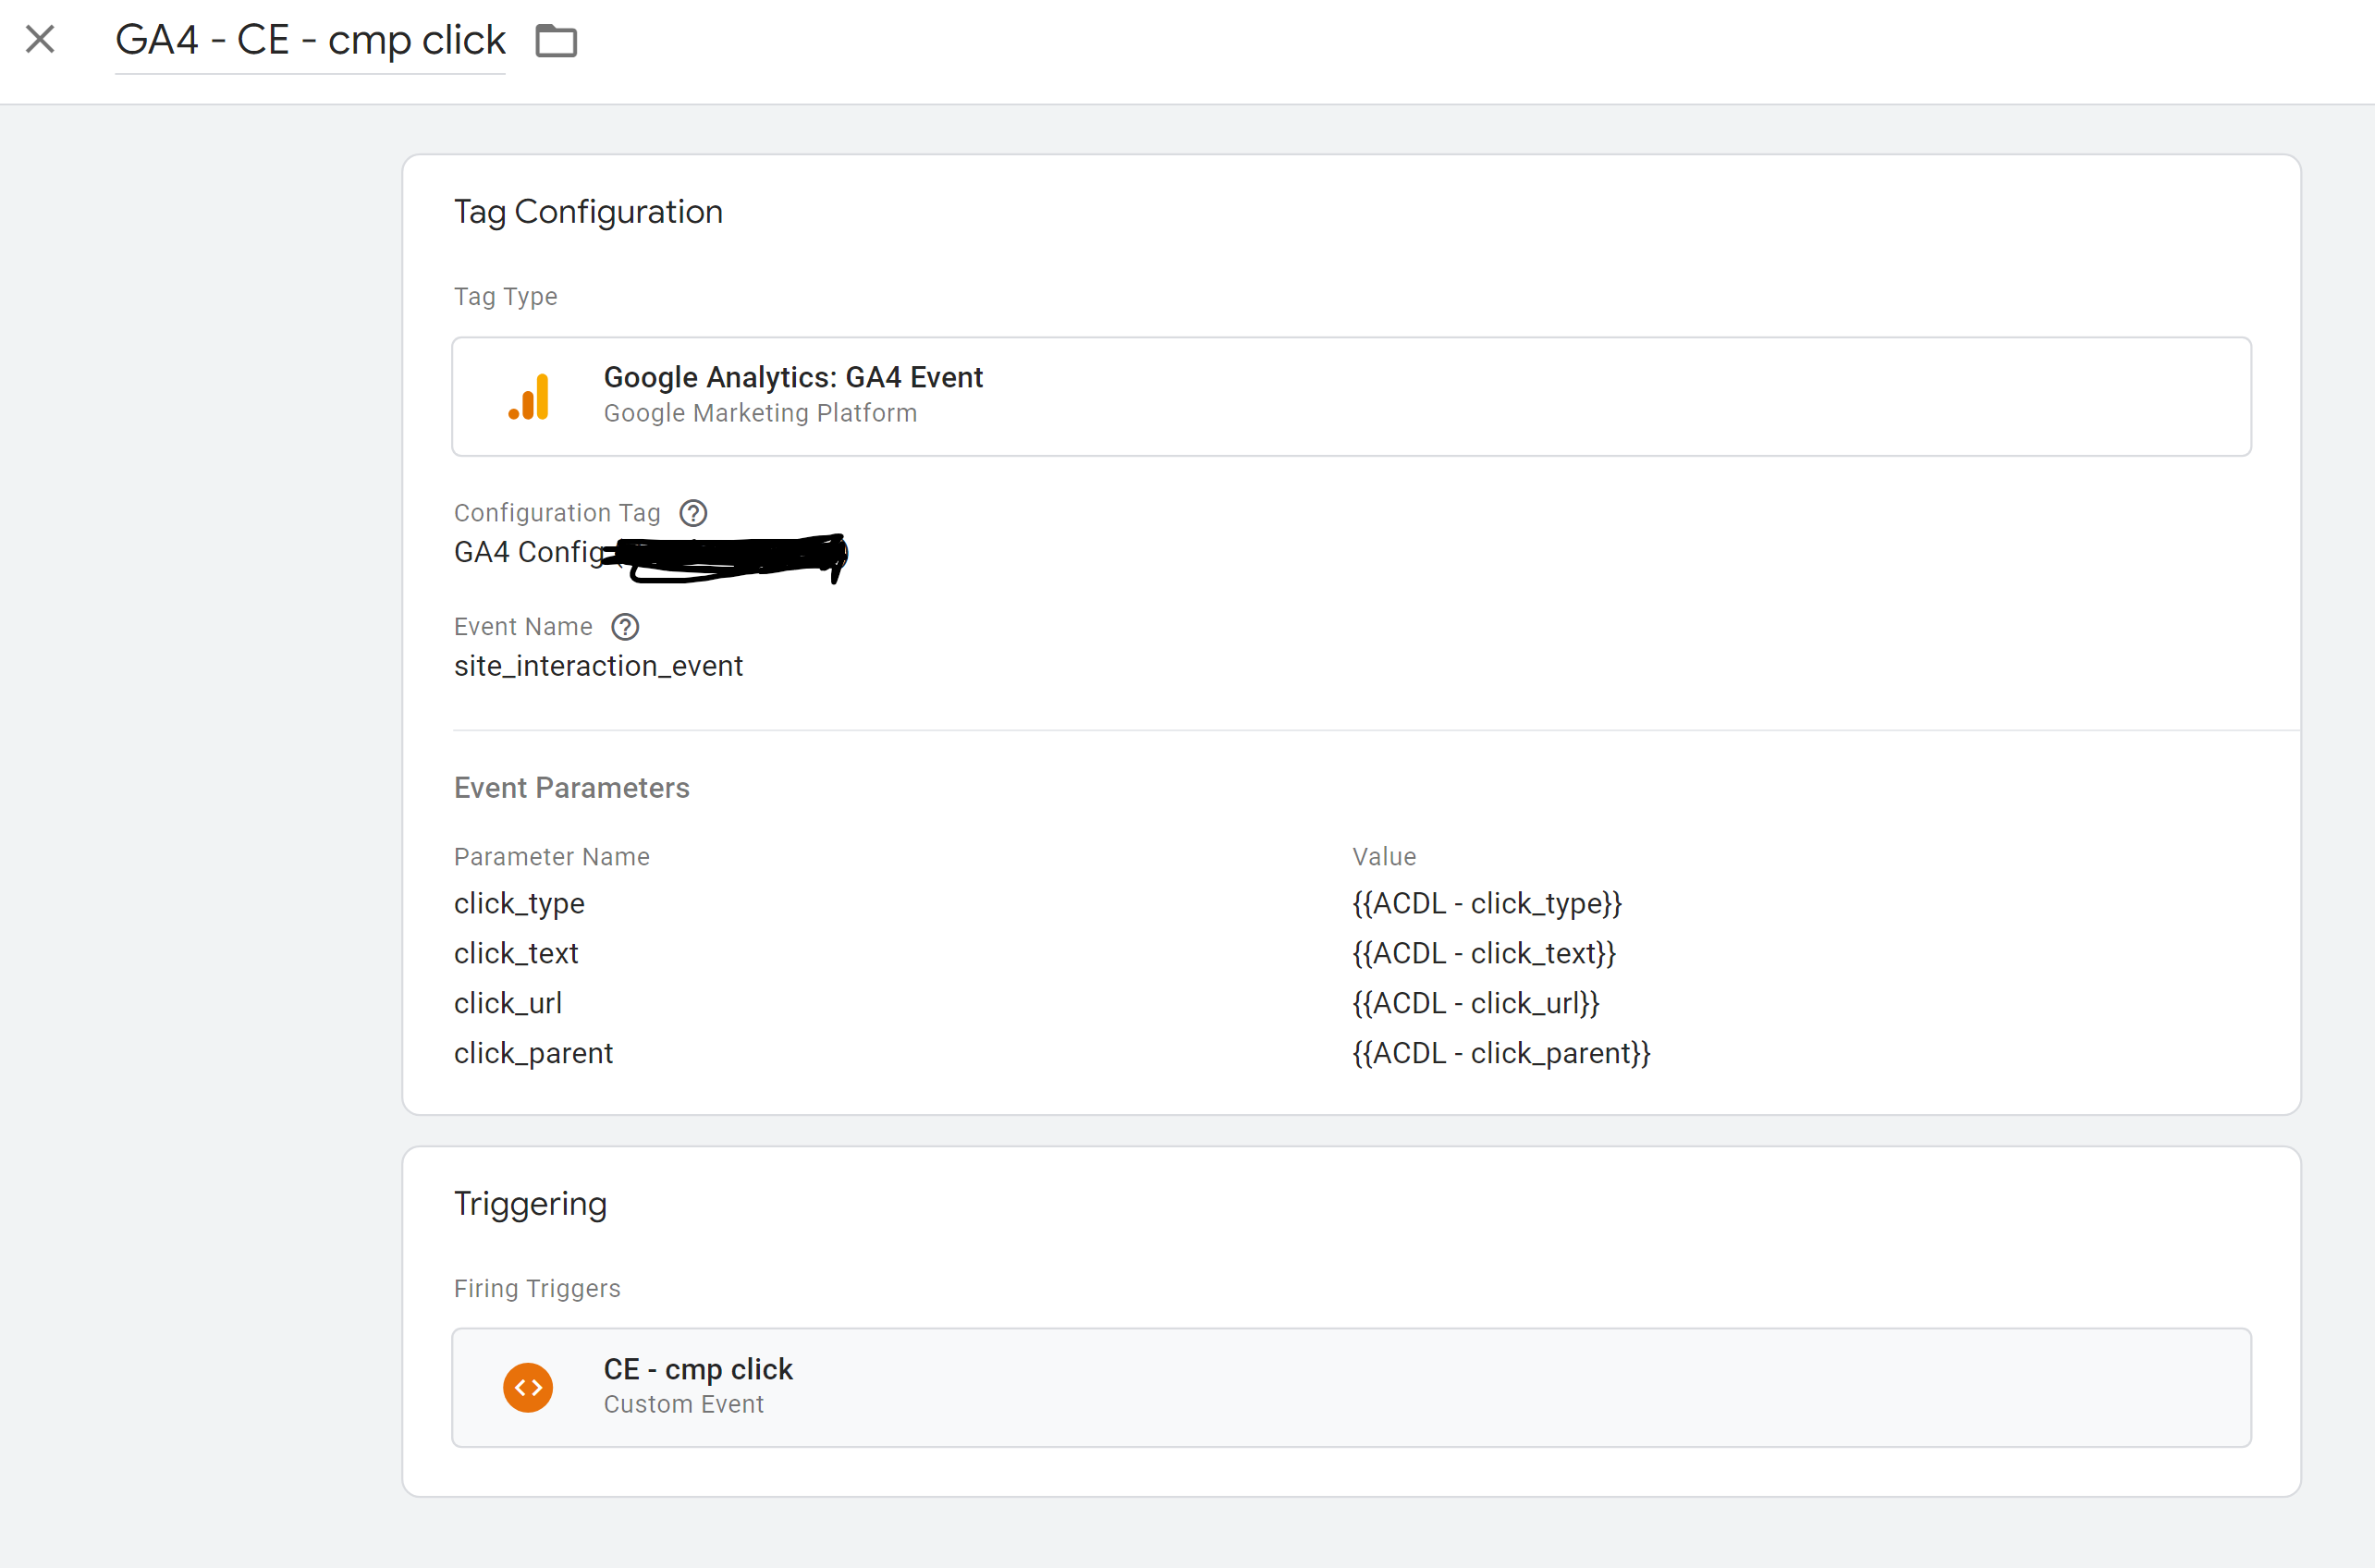 GA4 - CE - cmp click
Tag Configuration
Tag Type
Google Analytics: GA4 Event
Google Marketing Platform
Configuration Tag
GA4 Config
Event Name
site_interaction_event
Event Parameters
Parameter Name Value
click_type {{ACDL - click_type}}
click_text {{ACDL - click_text}}
click_url {{ACDL - click_url}}
click_parent {{ACDL - click_parent}}
Triggering
Firing Triggers
CE - cmp click
Custom Event